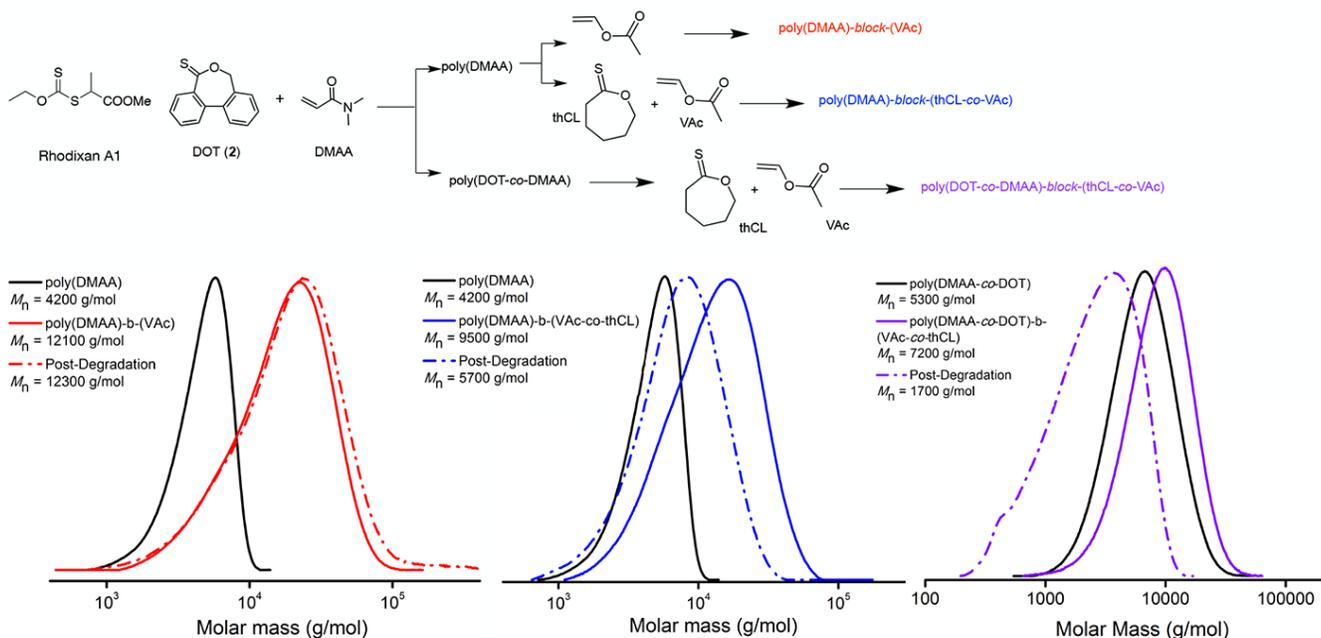 poly(DMAA)-block-(VAc)
poly(DMAA)
thCL
+
VAc
poly(DMAA)-block-(thCL-co-VAc)
Rhodixan A1
DOT (2)
+
DMAA
poly(DOT-co-DMAA)
thCL
+
VAc
poly(DOT-co-DMAA)-block-(thCL-co-VAc)
S
O
S
COOMe
S
O
O
N
O
O
S
O
O
O
S
O
O
O
poly(DMAA)
Mn = 4200 g/mol
poly(DMAA)-b-(VAc)
Mn = 12100 g/mol
Post-Degradation
Mn = 12300 g/mol
10³ 10⁴ 10⁵
Molar mass (g/mol)
poly(DMAA)
Mn = 4200 g/mol
poly(DMAA)-b-(VAc-co-thCL)
Mn = 9500 g/mol
Post-Degradation
Mn = 5700 g/mol
10³ 10⁴ 10⁵
Molar mass (g/mol)
poly(DMAA-co-DOT)
Mn = 5300 g/mol
poly(DMAA-co-DOT)-b-
(VAc-co-thCL)
Mn = 7200 g/mol
Post-Degradation
Mn = 1700 g/mol
100 1000 10000 100000
Molar Mass (g/mol)